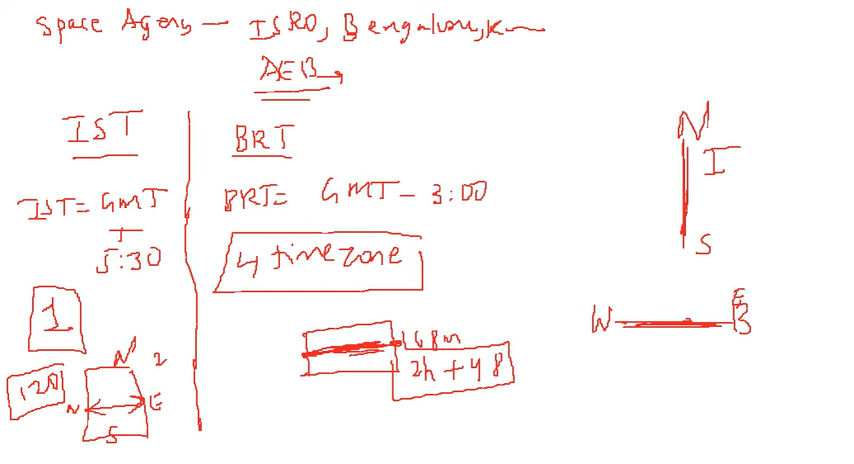 Space Agency — ISRO, Bengaluru, K
AEB
IST
BRT
IST = GMT
+
5:30
BRT = GMT - 3:00
4 time zone
1
N
I
S
W
E
168m
2h + 48
N
2
120
E
S